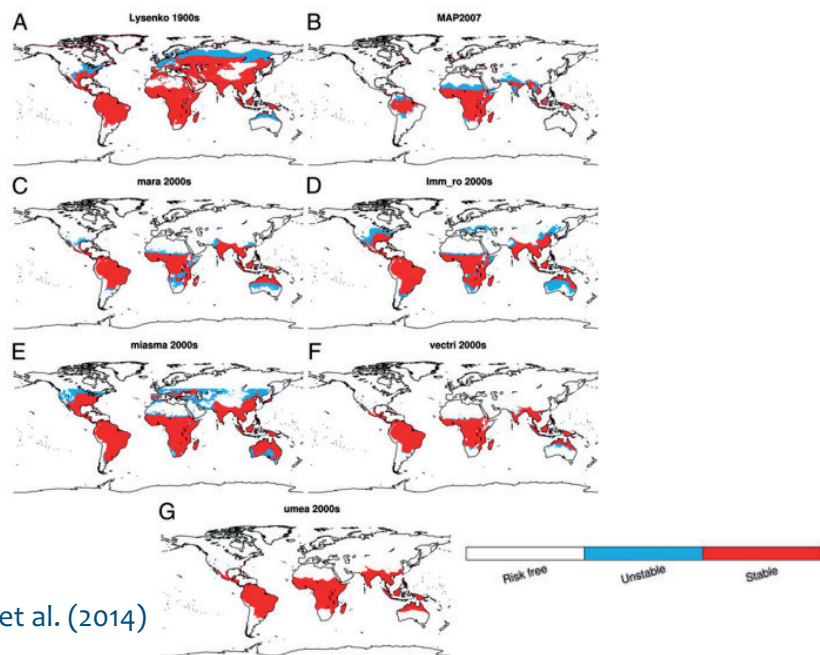 A
Lysenko 1900s
B
MAP2007
C
mara 2000s
D
lmm_ro 2000s
E
miasma 2000s
F
vectri 2000s
G
umea 2000s
Risk free
Unstable
Stable
et al. (2014)